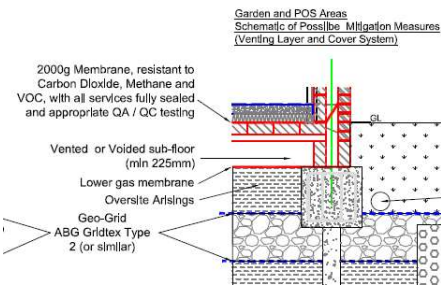 Garden and POS Areas
Schematic of Possibe Mitigation Measures
(Venting Layer and Cover System)
2000g Membrane, resistant to
Carbon Dioxide, Methane and
VOC, with all services fully sealed
and appropriate QA / QC testing
GL
Vented or Voided sub-floor
(min 225mm)
Lower gas membrane
Oversite Arisings
Geo-Grid
ABG Gridtex Type
2 (or similar)